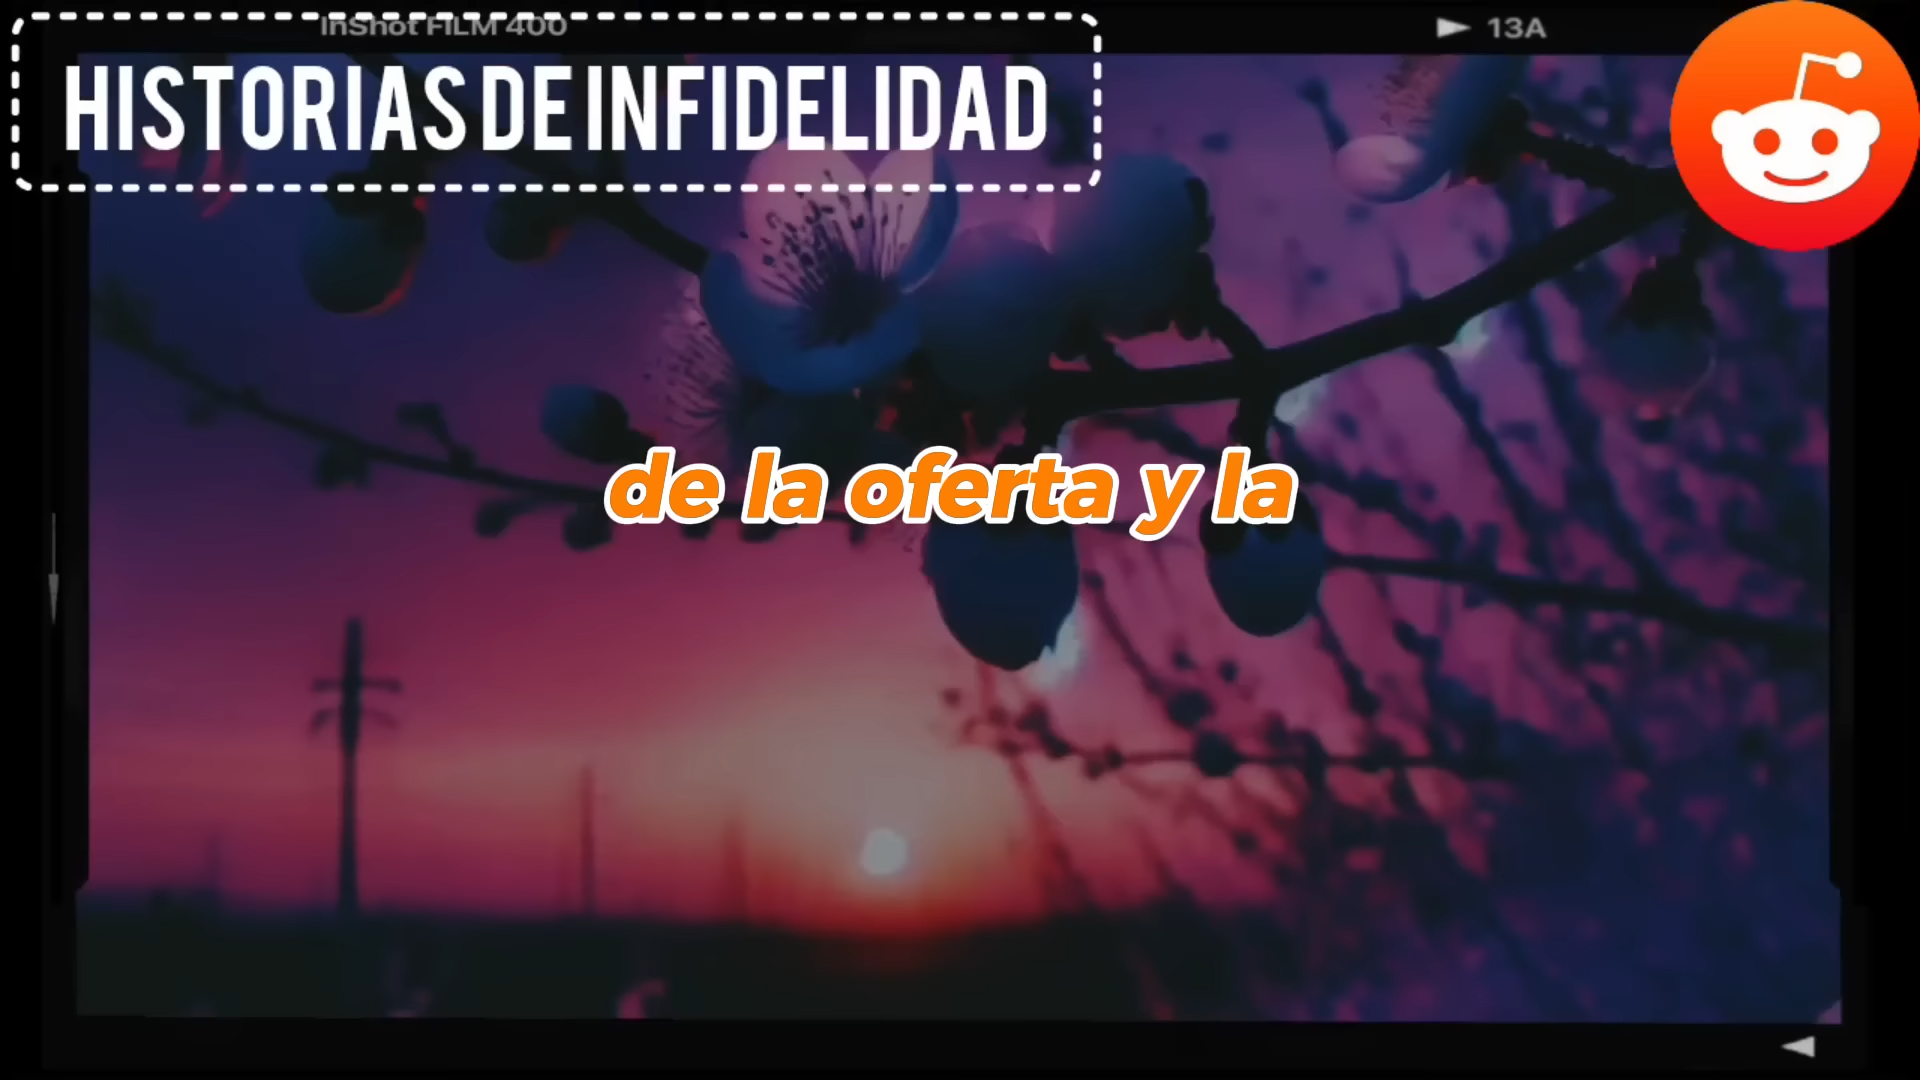 InShot FILM 400
13A
HISTORIAS DE INFIDELIDAD
de la oferta y la